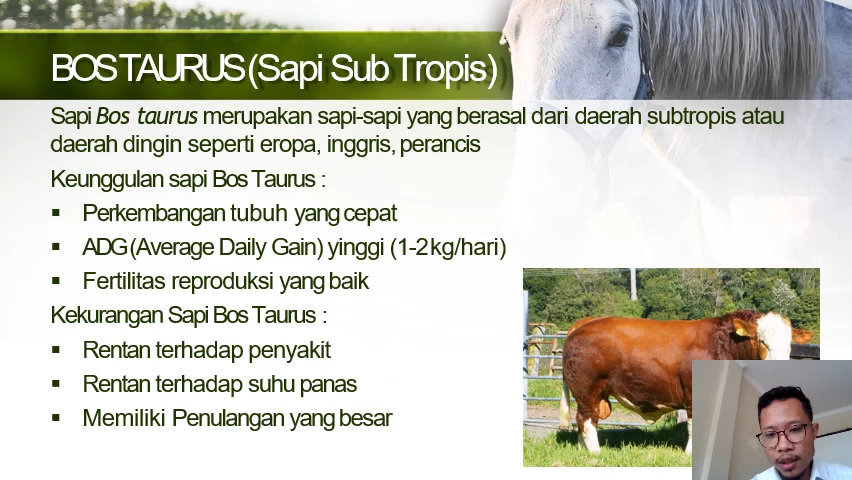 BOS TAURUS (Sapi Sub Tropis)
Sapi Bos taurus merupakan sapi-sapi yang berasal dari daerah subtropis atau
daerah dingin seperti eropa, inggris, perancis
Keunggulan sapi Bos Taurus :
▪ Perkembangan tubuh yang cepat
▪ ADG (Average Daily Gain) yinggi (1-2 kg/hari)
▪ Fertilitas reproduksi yang baik
Kekurangan Sapi Bos Taurus :
▪ Rentan terhadap penyakit
▪ Rentan terhadap suhu panas
▪ Memiliki Penulangan yang besar